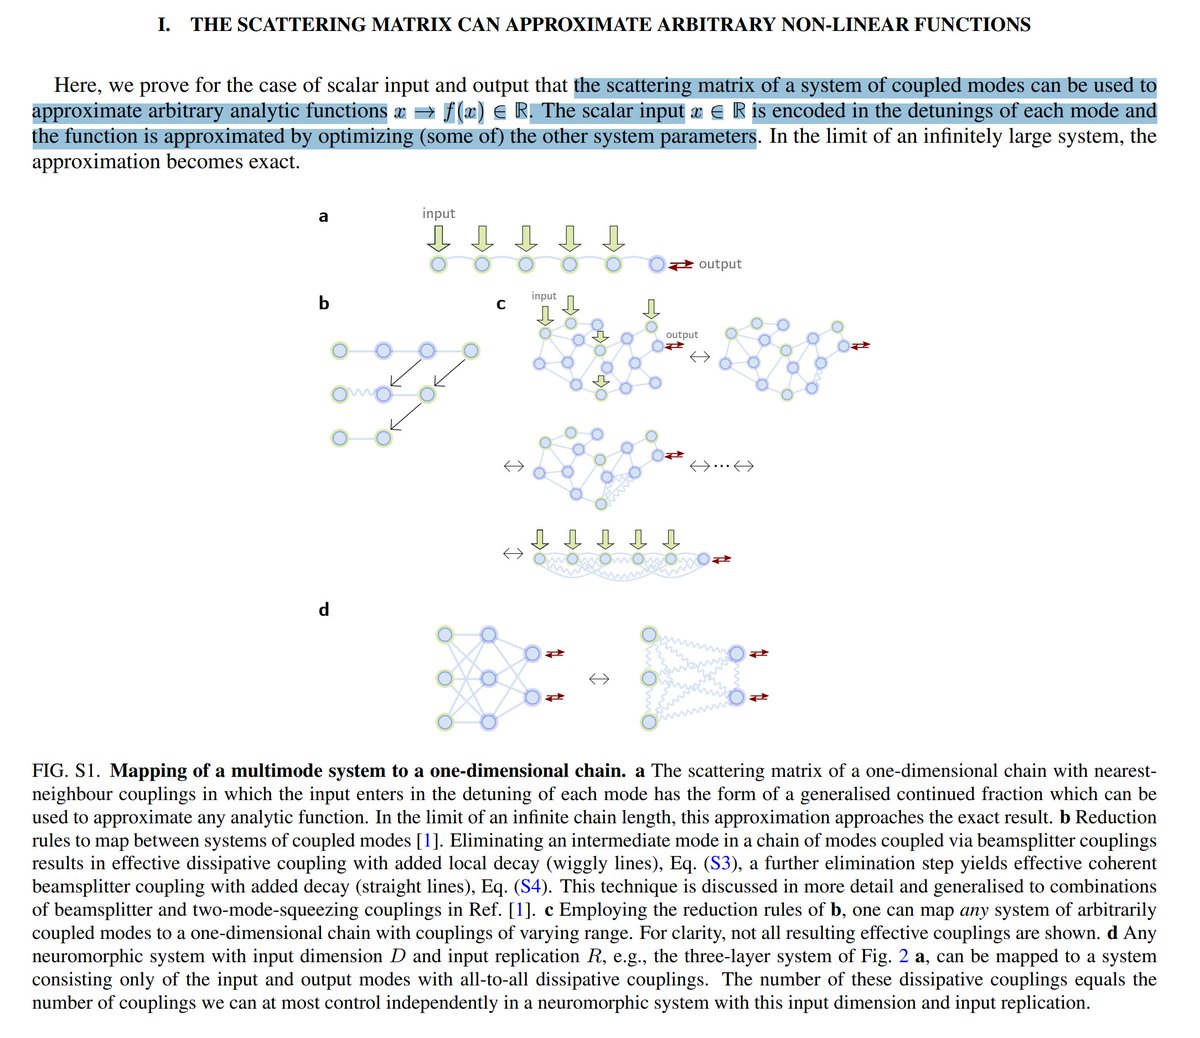 I. THE SCATTERING MATRIX CAN APPROXIMATE ARBITRARY NON-LINEAR FUNCTIONS
Here, we prove for the case of scalar input and output that the scattering matrix of a system of coupled modes can be used to
approximate arbitrary analytic functions x → f(x) ∈ ℝ. The scalar input x ∈ ℝ is encoded in the detunings of each mode and
the function is approximated by optimizing (some of) the other system parameters. In the limit of an infinitely large system, the
approximation becomes exact.
a
input
output
b
c
input
output
d
FIG. S1. Mapping of a multimode system to a one-dimensional chain. a The scattering matrix of a one-dimensional chain with nearest-
neighbour couplings in which the input enters in the detuning of each mode has the form of a generalised continued fraction which can be
used to approximate any analytic function. In the limit of an infinite chain length, this approximation approaches the exact result. b Reduction
rules to map between systems of coupled modes [1]. Eliminating an intermediate mode in a chain of modes coupled via beamsplitter couplings
results in effective dissipative coupling with added local decay (wiggly lines), Eq. (S3), a further elimination step yields effective coherent
beamsplitter coupling with added decay (straight lines), Eq. (S4). This technique is discussed in more detail and generalised to combinations
of beamsplitter and two-mode-squeezing couplings in Ref. [1]. c Employing the reduction rules of b, one can map any system of arbitrarily
coupled modes to a one-dimensional chain with couplings of varying range. For clarity, not all resulting effective couplings are shown. d Any
neuromorphic system with input dimension D and input replication R, e.g., the three-layer system of Fig. 2 a, can be mapped to a system
consisting only of the input and output modes with all-to-all dissipative couplings. The number of these dissipative couplings equals the
number of couplings we can at most control independently in a neuromorphic system with this input dimension and input replication.